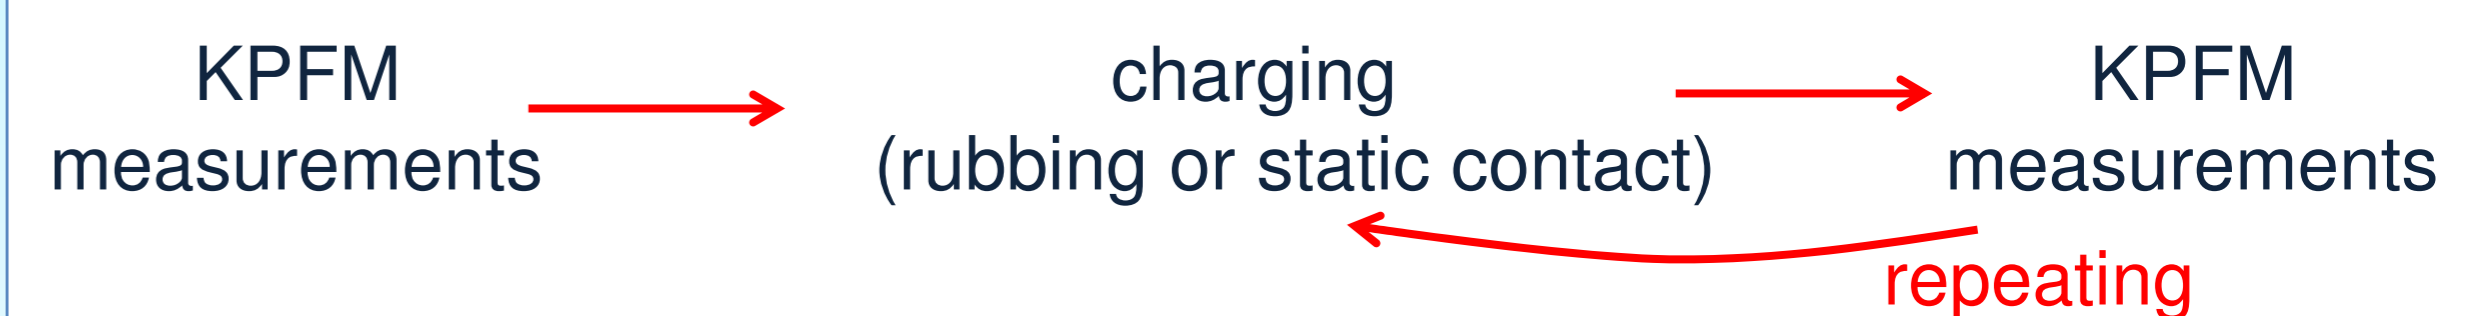 KPFM
measurements
charging
(rubbing or static contact)
KPFM
measurements
repeating